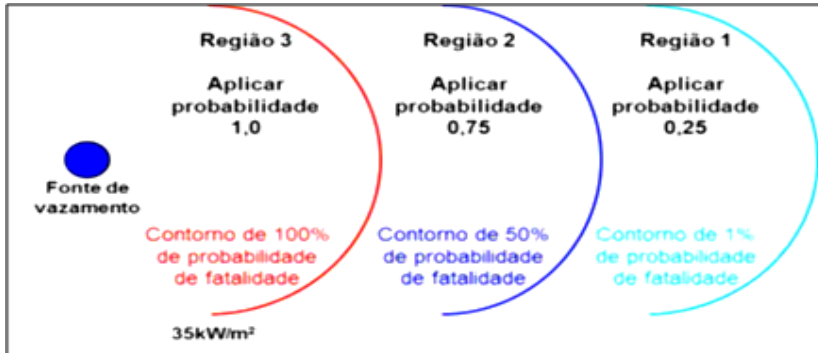 Região 3
Aplicar
probabilidade
1,0
Região 2
Aplicar
probabilidade
0,75
Região 1
Aplicar
probabilidade
0,25
Fonte de
vazamento
Contorno de 100%
de probabilidade
de fatalidade
Contorno de 50%
de probabilidade
de fatalidade
Contorno de 1%
de probabilidade
de fatalidade
35kW/m²